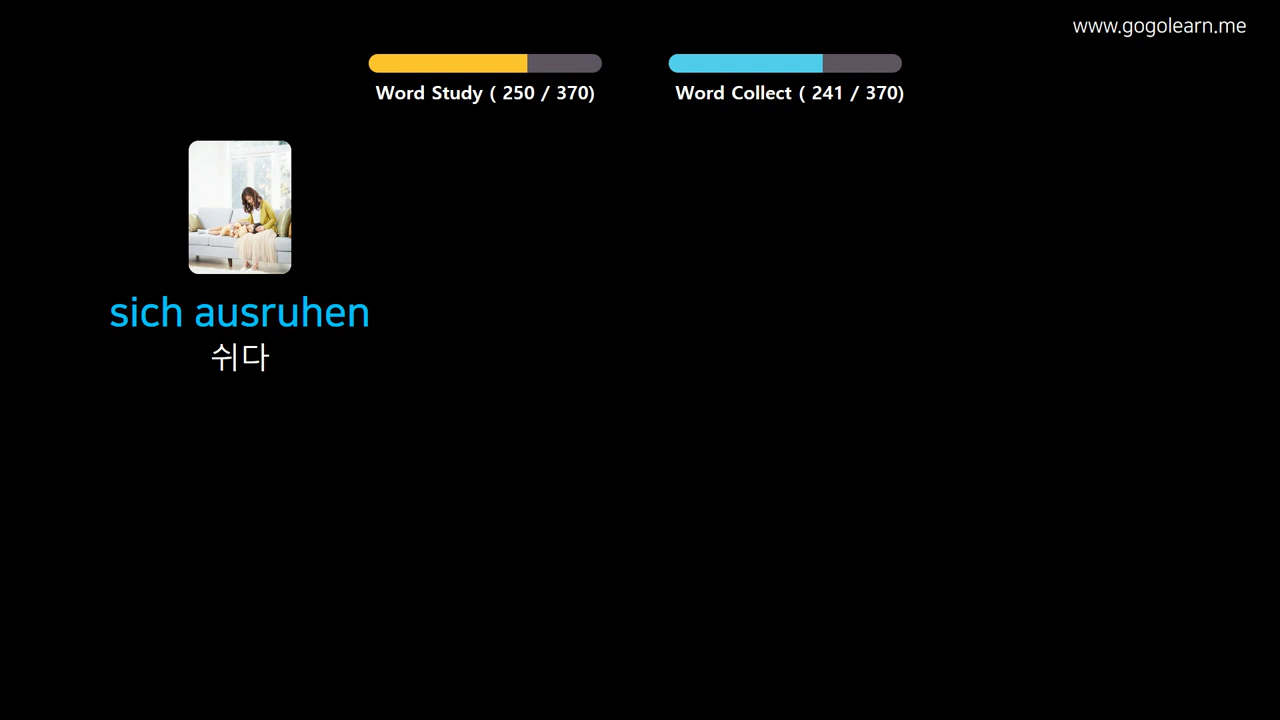 www.gogolearn.me
Word Study ( 250 / 370)
Word Collect ( 241 / 370)
sich ausruhen
쉬다